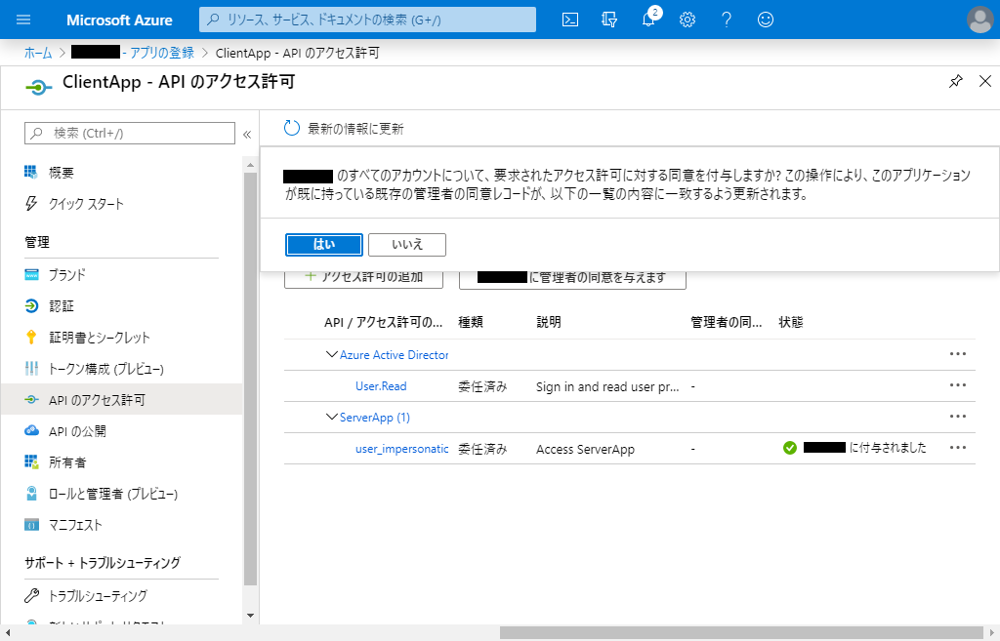 Microsoft Azure
リソース、サービス、ドキュメントの検索 (G+/)
2
ホーム > - アプリの登録 > ClientApp - API のアクセス許可
ClientApp - API のアクセス許可
検索 (Ctrl+/)
«
概要
クイック スタート
管理
ブランド
認証
証明書とシークレット
トークン構成 (プレビュー)
API のアクセス許可
API の公開
所有者
ロールと管理者 (プレビュー)
マニフェスト
サポート + トラブルシューティング
トラブルシューティング
最新の情報に更新
のすべてのアカウントについて、要求されたアクセス許可に対する同意を付与しますか? この操作により、このアプリケーション
が既に持っている既存の管理者の同意レコードが、以下の一覧の内容に一致するよう更新されます。
はい いいえ
アクセス許可の追加 に管理者の同意を与えます
API / アクセス許可の... 種類 説明 管理者の同... 状態
Azure Active Director ...
User.Read 委任済み Sign in and read user pr... - ...
ServerApp (1) ...
user_impersonatic 委任済み Access ServerApp - に付与されました ...